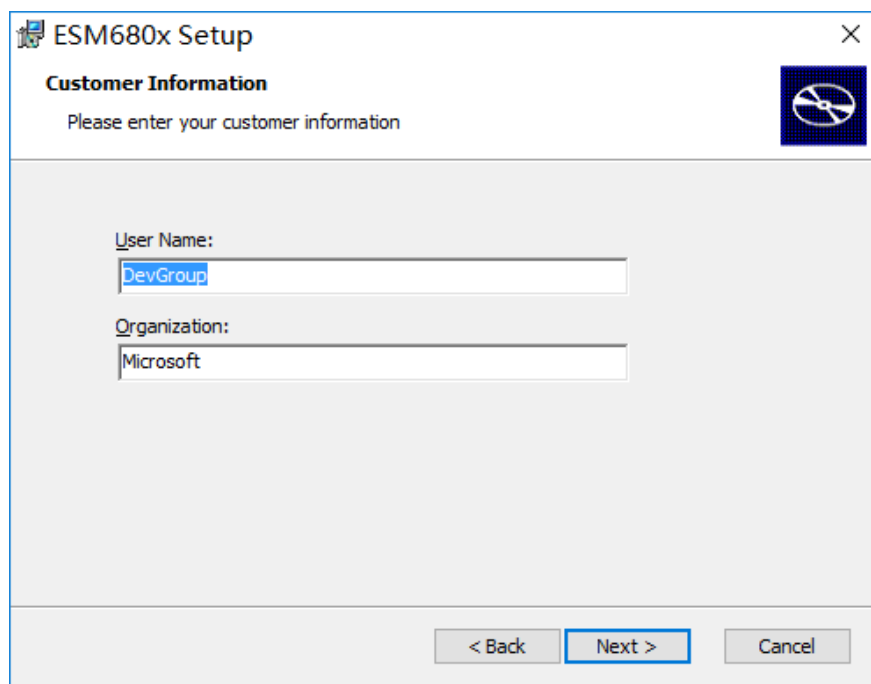 ESM680x Setup
Customer Information
Please enter your customer information
User Name:
DevGroup
Organization:
Microsoft
< Back Next > Cancel